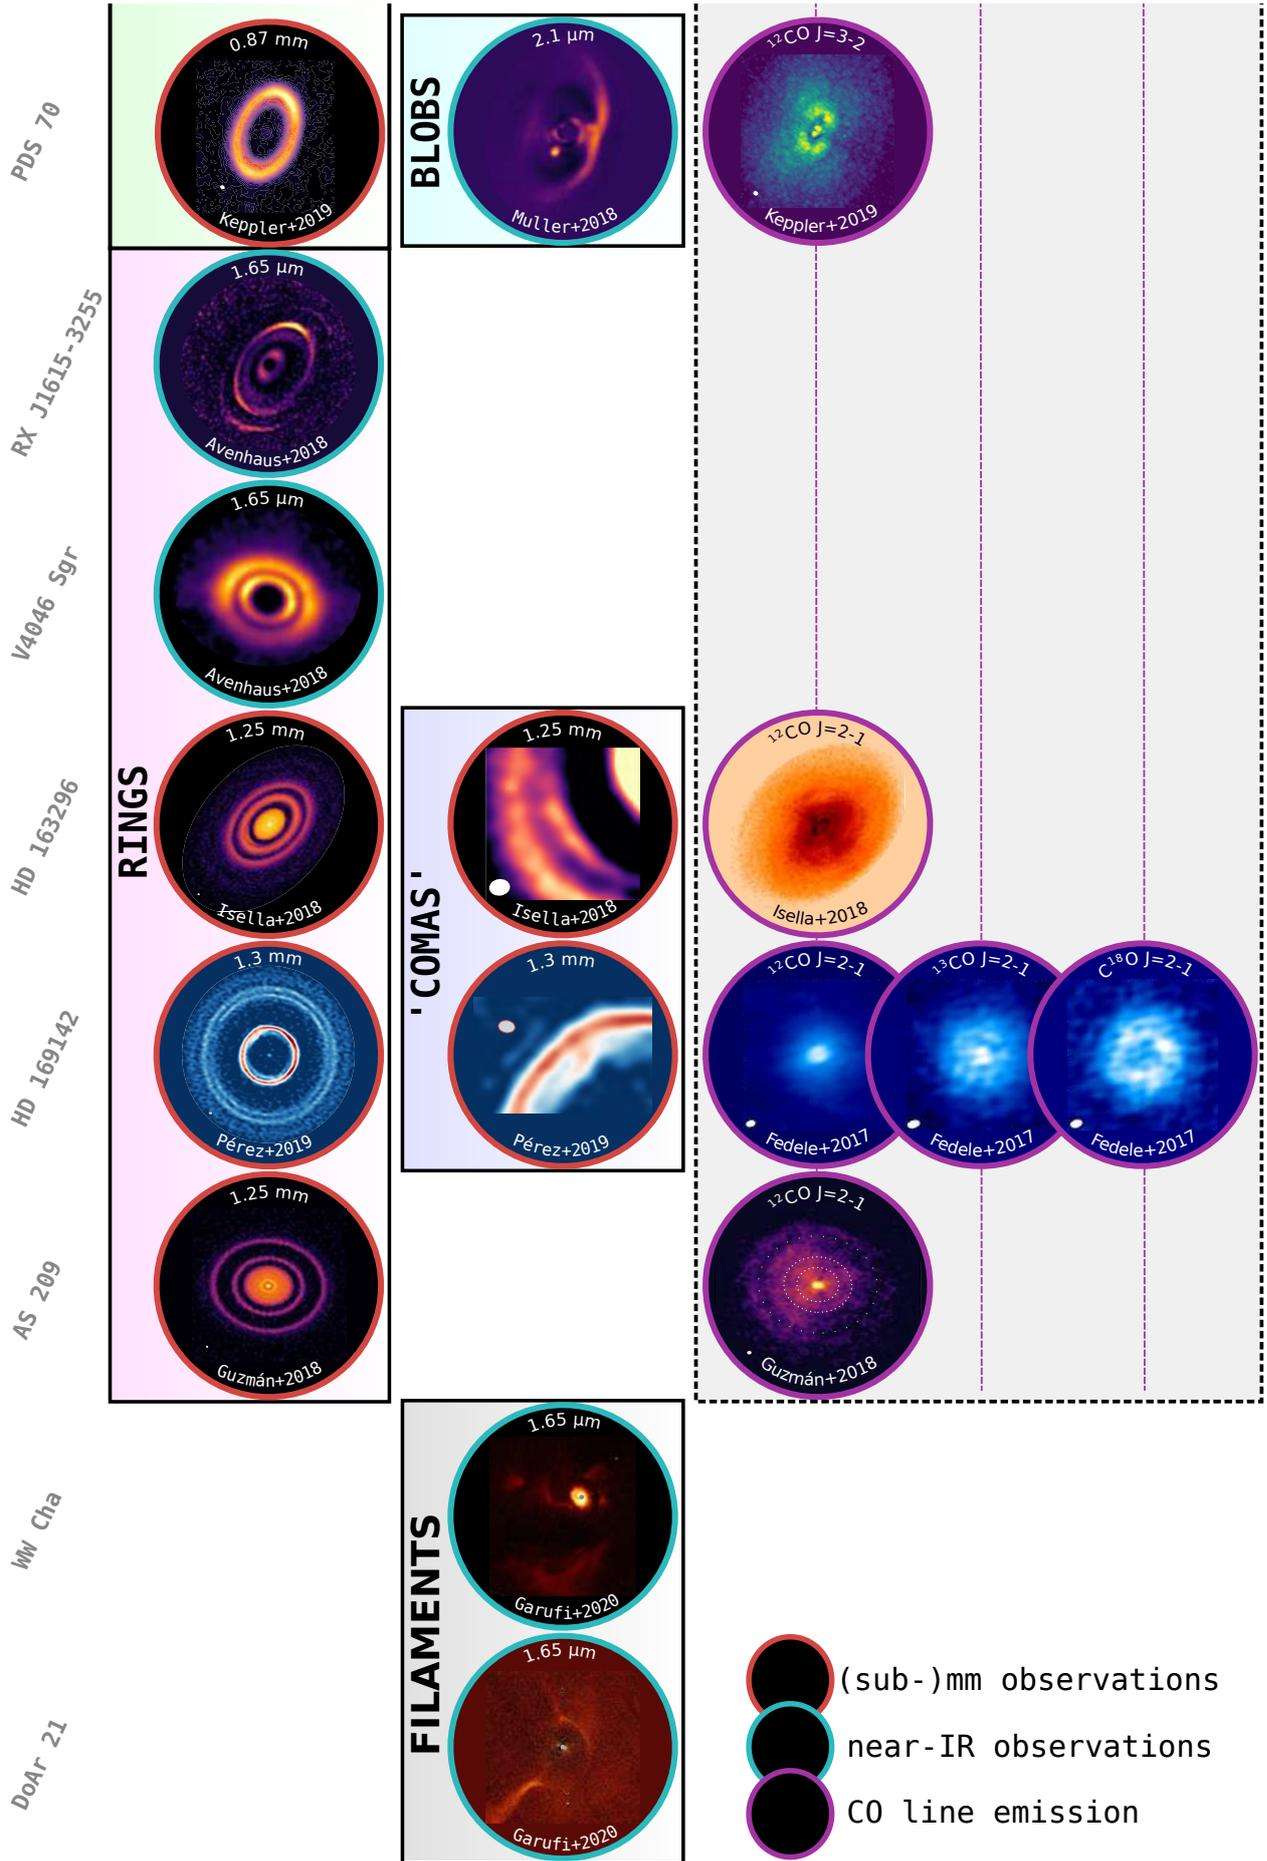 PDS 70
0.87 mm
Keppler+2019
BLOBS
2.1 µm
Muller+2018
¹²CO J=3-2
Keppler+2019
RX J1615-3255
1.65 µm
Avenhaus+2018
V4046 Sgr
1.65 µm
Avenhaus+2018
RINGS
HD 163296
1.25 mm
Isella+2018
'COMAS'
1.25 mm
Isella+2018
¹²CO J=2-1
Isella+2018
HD 169142
1.3 mm
Pérez+2019
1.3 mm
Pérez+2019
¹²CO J=2-1
Fedele+2017
¹³CO J=2-1
Fedele+2017
C¹⁸O J=2-1
Fedele+2017
AS 209
1.25 mm
Guzmán+2018
¹²CO J=2-1
Guzmán+2018
WW Cha
FILAMENTS
1.65 µm
Garufi+2020
DoAr 21
1.65 µm
Garufi+2020
(sub-)mm observations
near-IR observations
CO line emission